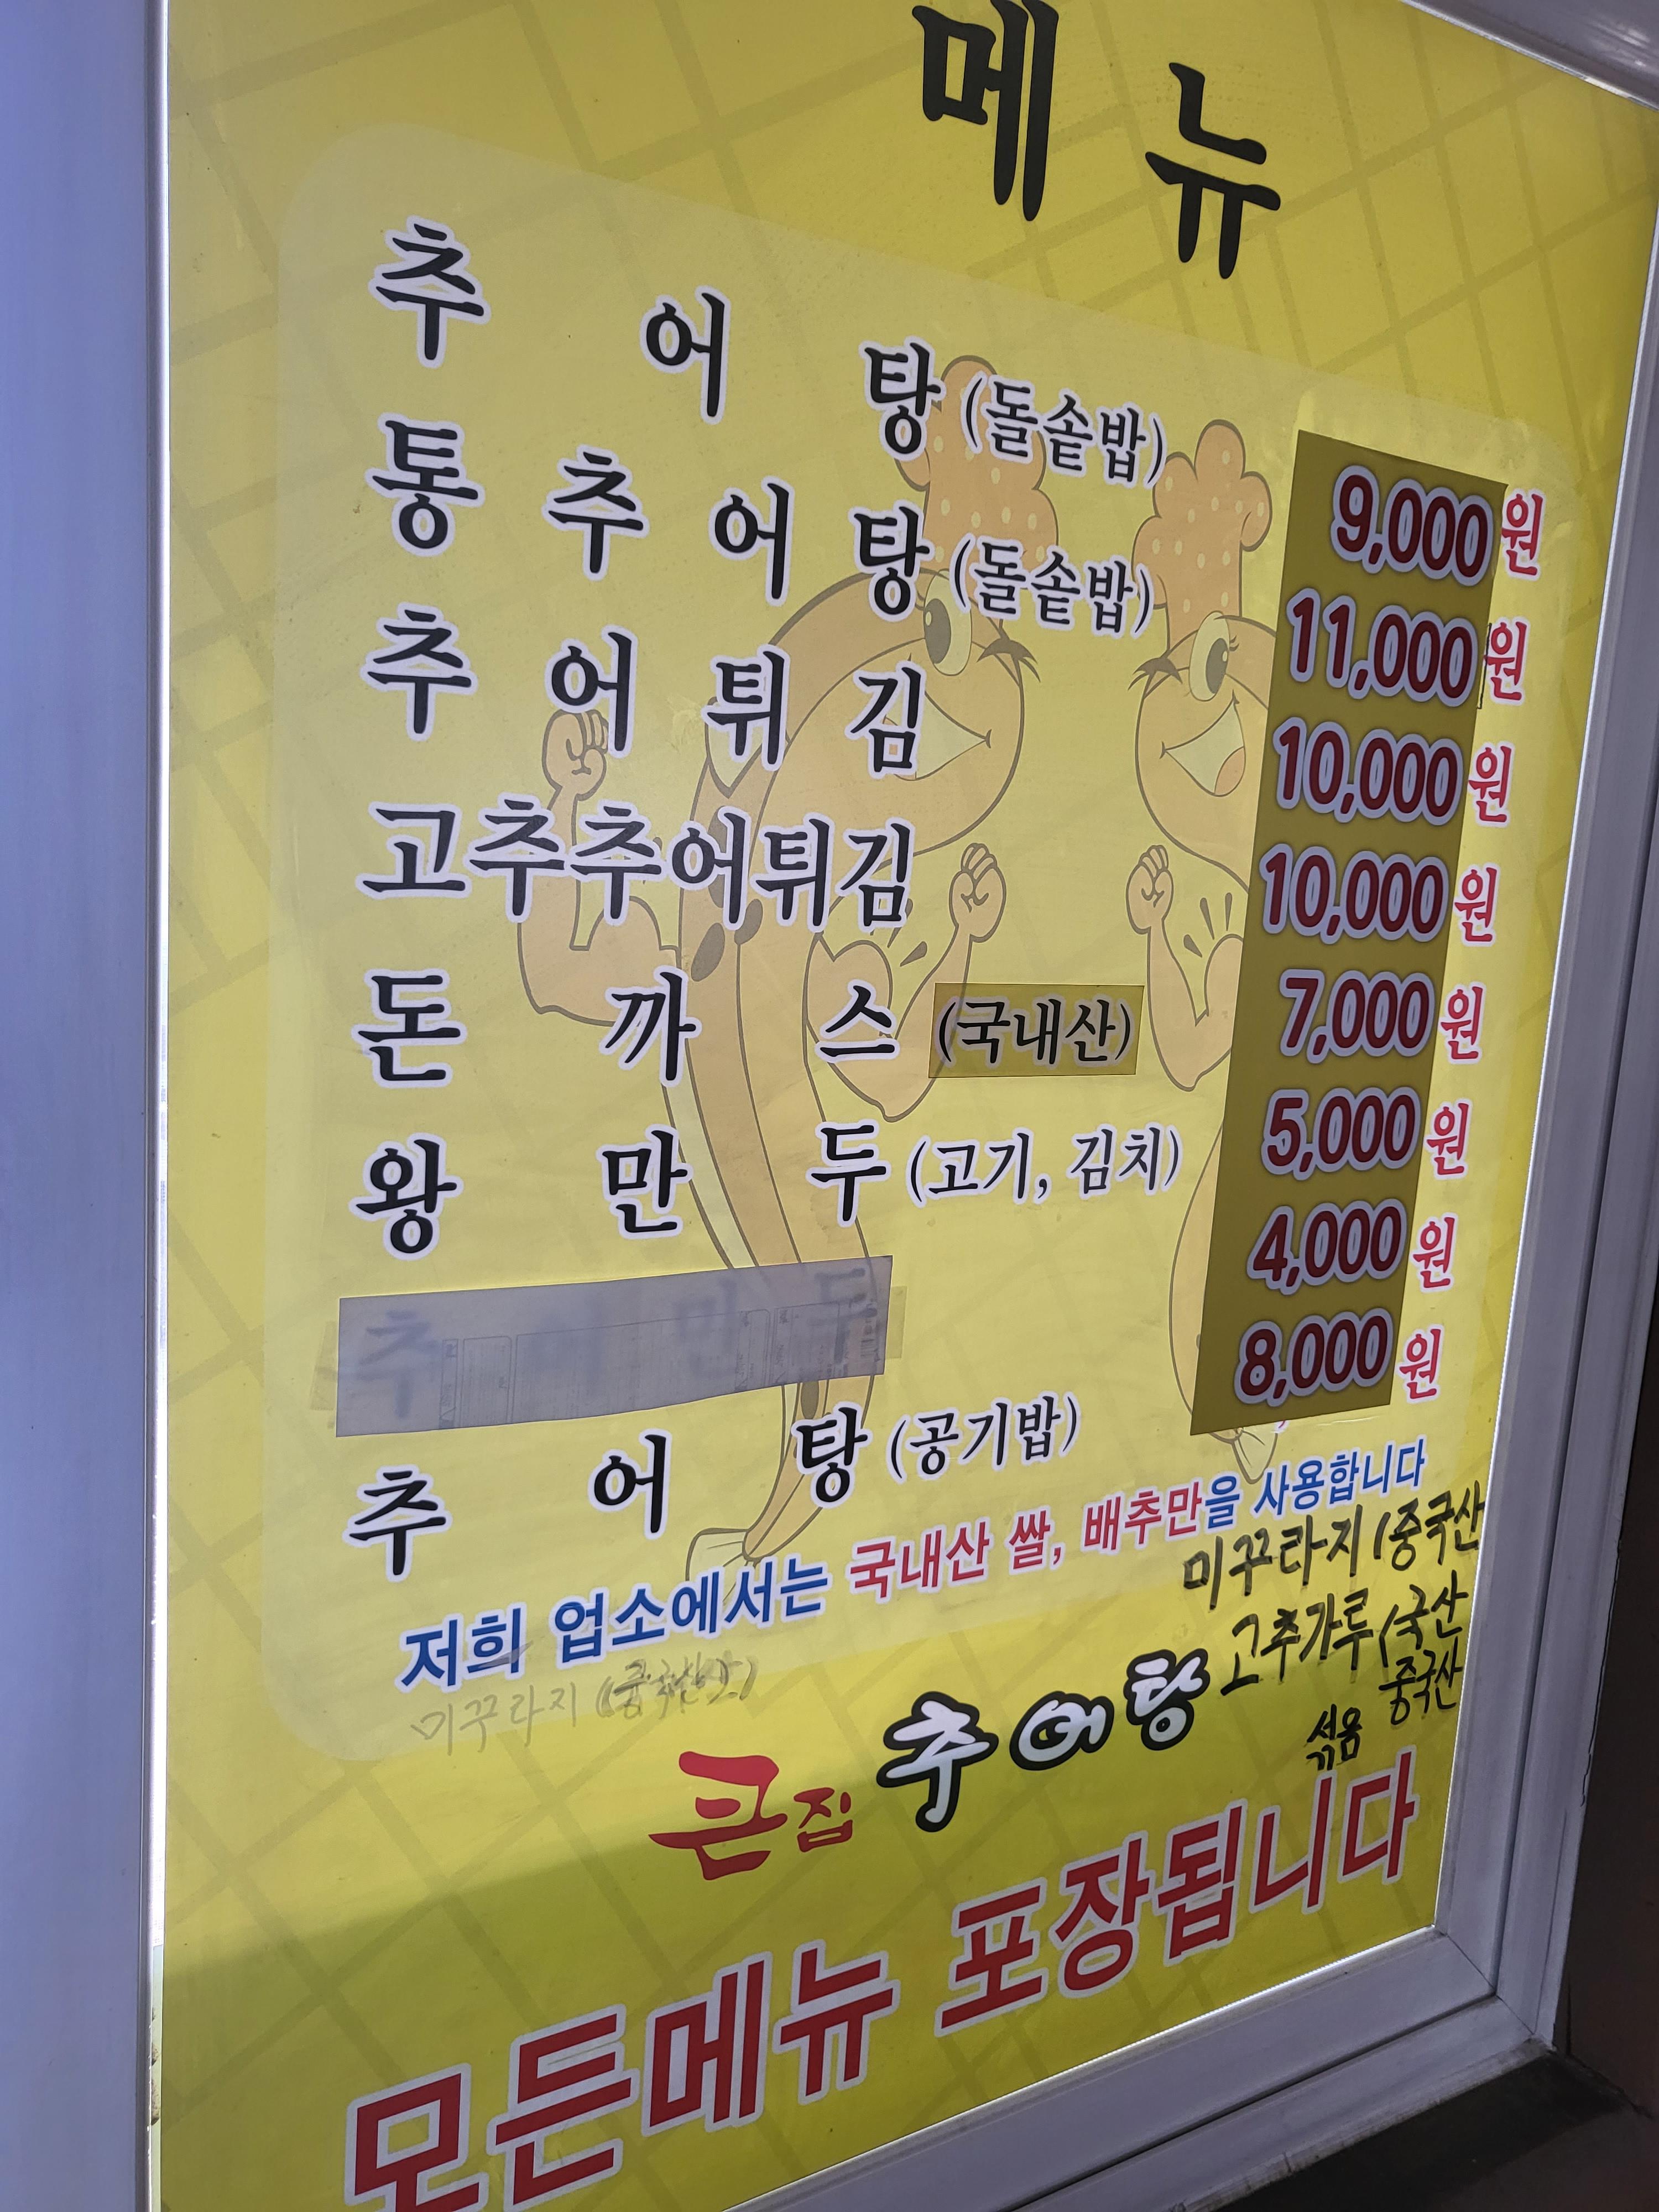 메뉴
추어탕 (돌솥밥) 9,000원
통추어탕 (돌솥밥) 11,000원
추어튀김 10,000원
고추추어튀김 10,000원
돈까스 (국내산) 7,000원
왕만두 (고기, 김치) 5,000원
4,000원
추어탕 (공기밥) 8,000원
저희 업소에서는 국내산 쌀, 배추만을 사용합니다
미꾸라지 (중국산)
미꾸라지 (중국산
고추가루 (국산
중국산
섞음
큰집 추어탕
모든메뉴 포장됩니다